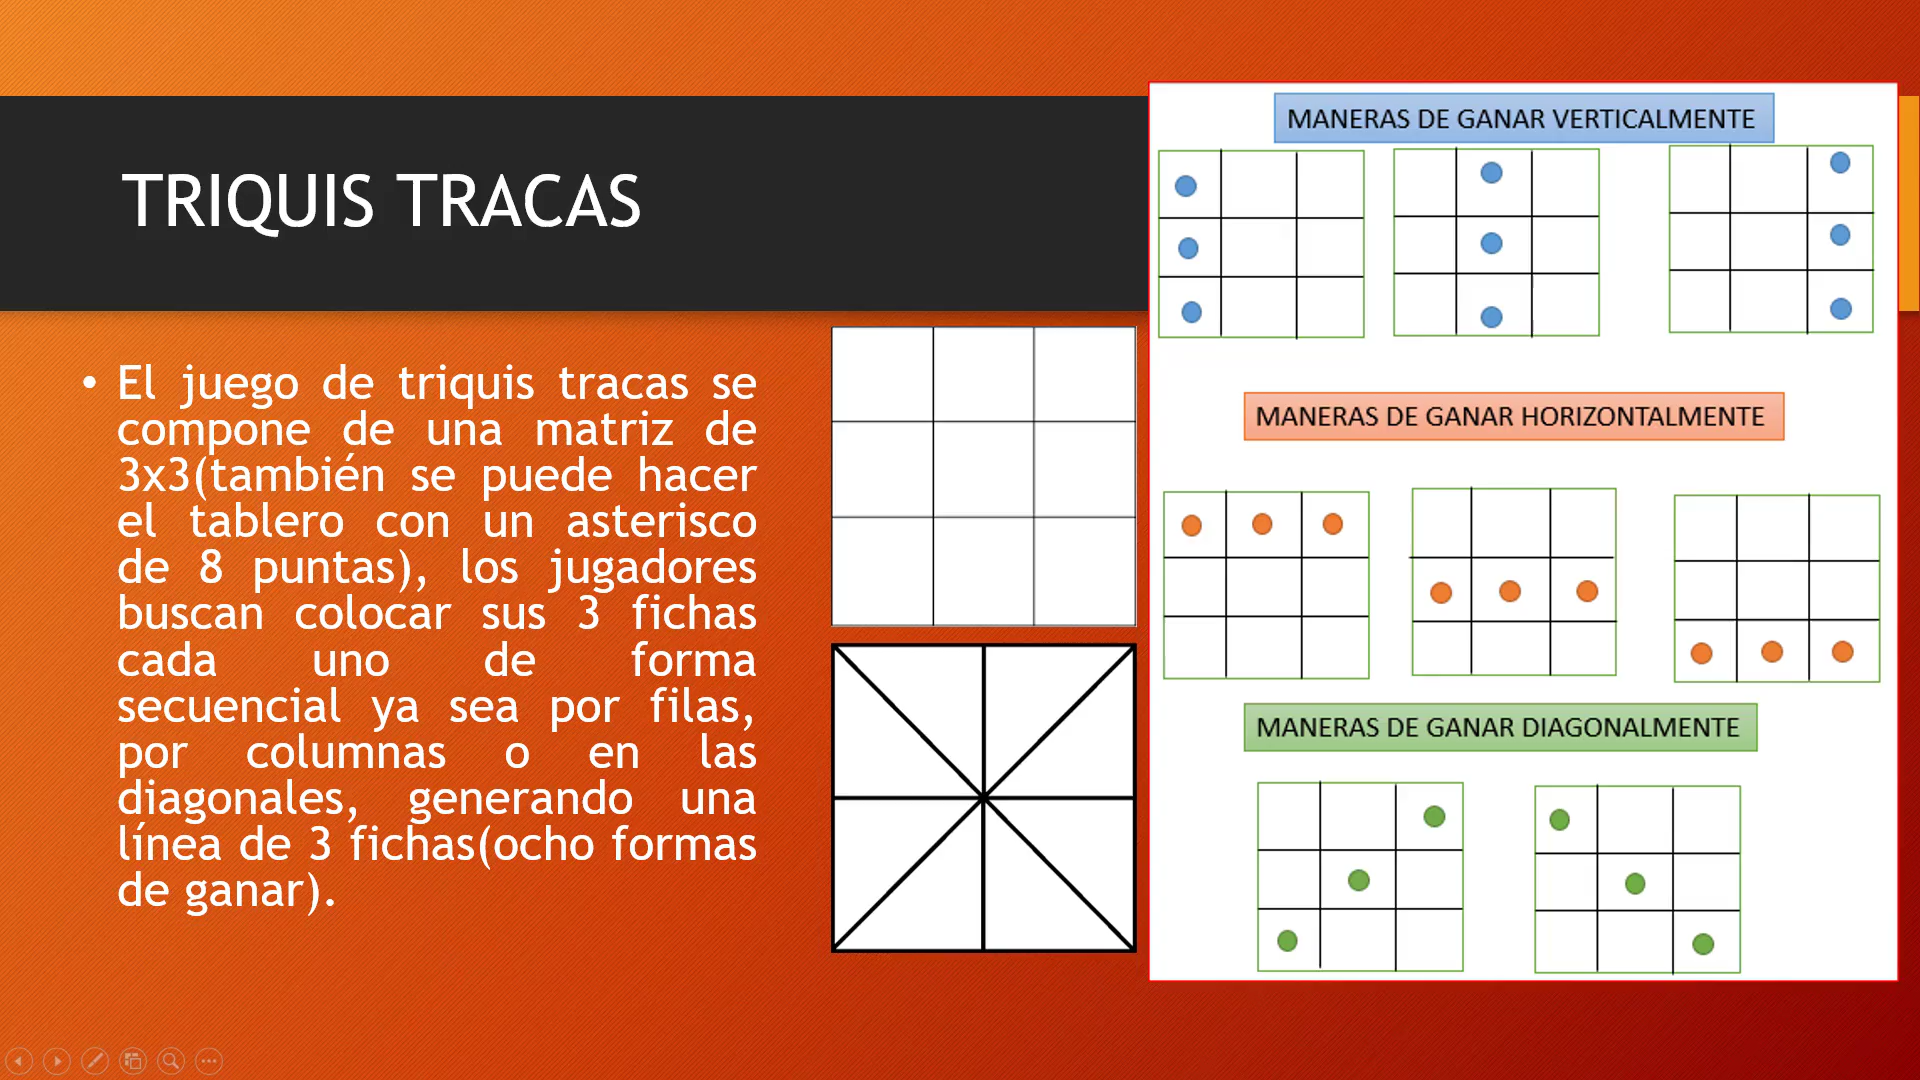 TRIQUIS TRACAS
• El juego de triquis tracas se
compone de una matriz de
3x3(también se puede hacer
el tablero con un asterisco
de 8 puntas), los jugadores
buscan colocar sus 3 fichas
cada uno de forma
secuencial ya sea por filas,
por columnas o en las
diagonales, generando una
línea de 3 fichas(ocho formas
de ganar).
MANERAS DE GANAR VERTICALMENTE
MANERAS DE GANAR HORIZONTALMENTE
MANERAS DE GANAR DIAGONALMENTE